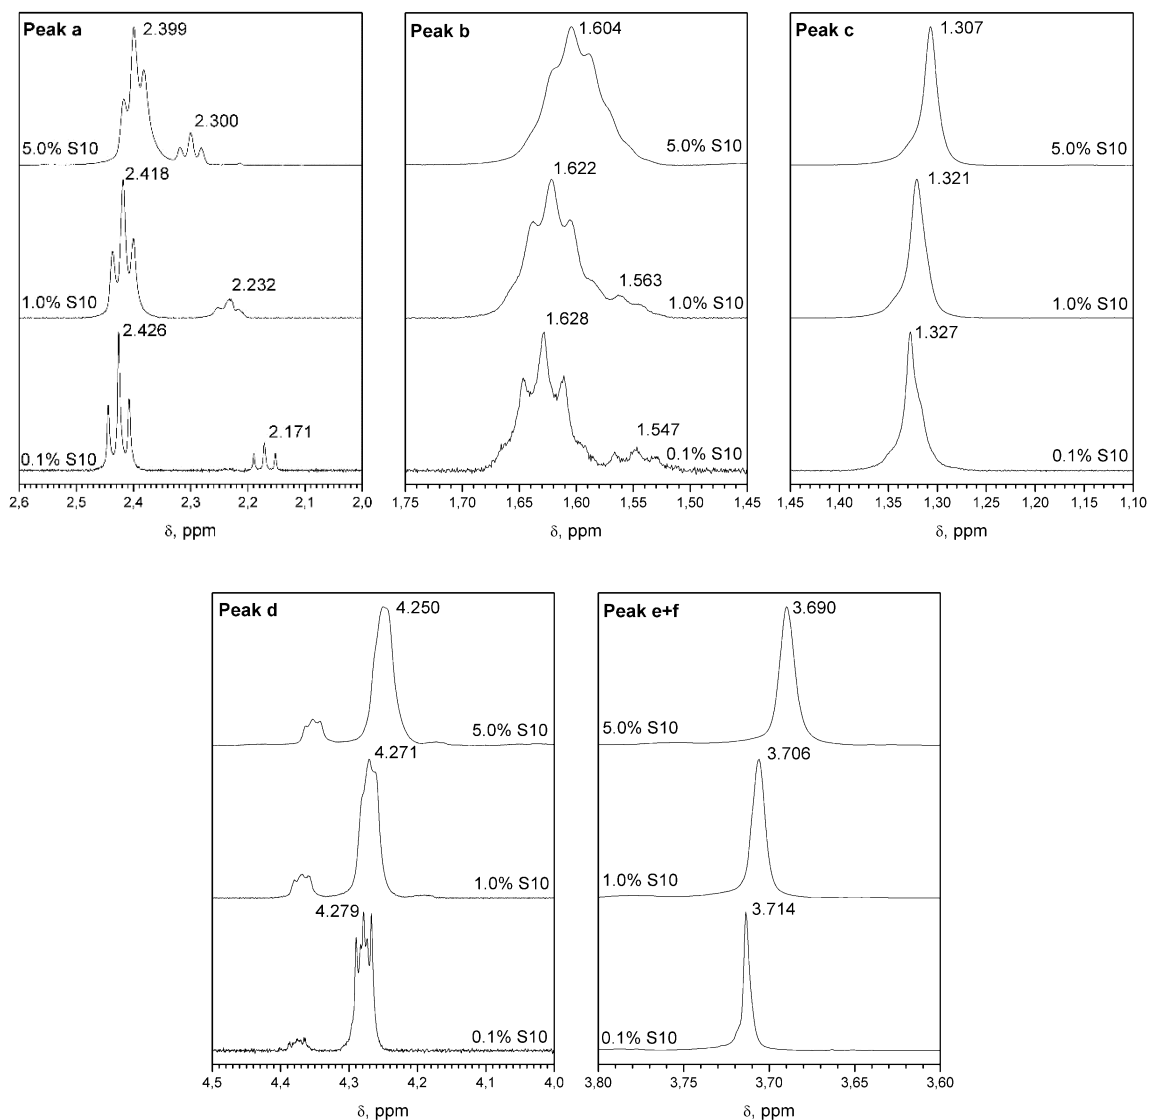 Peak a
2.399
2.300
5.0% S10
2.418
2.232
1.0% S10
2.426
2.171
0.1% S10
2,6 2,5 2,4 2,3 2,2 2,1 2,0
δ, ppm
Peak b
1.604
5.0% S10
1.622
1.563
1.0% S10
1.628
1.547
0.1% S10
1,75 1,70 1,65 1,60 1,55 1,50 1,45
δ, ppm
Peak c
1.307
5.0% S10
1.321
1.0% S10
1.327
0.1% S10
1,45 1,40 1,35 1,30 1,25 1,20 1,15 1,10
δ, ppm
Peak d
4.250
5.0% S10
4.271
1.0% S10
4.279
0.1% S10
4,5 4,4 4,3 4,2 4,1 4,0
δ, ppm
Peak e+f
3.690
5.0% S10
3.706
1.0% S10
3.714
0.1% S10
3,80 3,75 3,70 3,65 3,60
δ, ppm